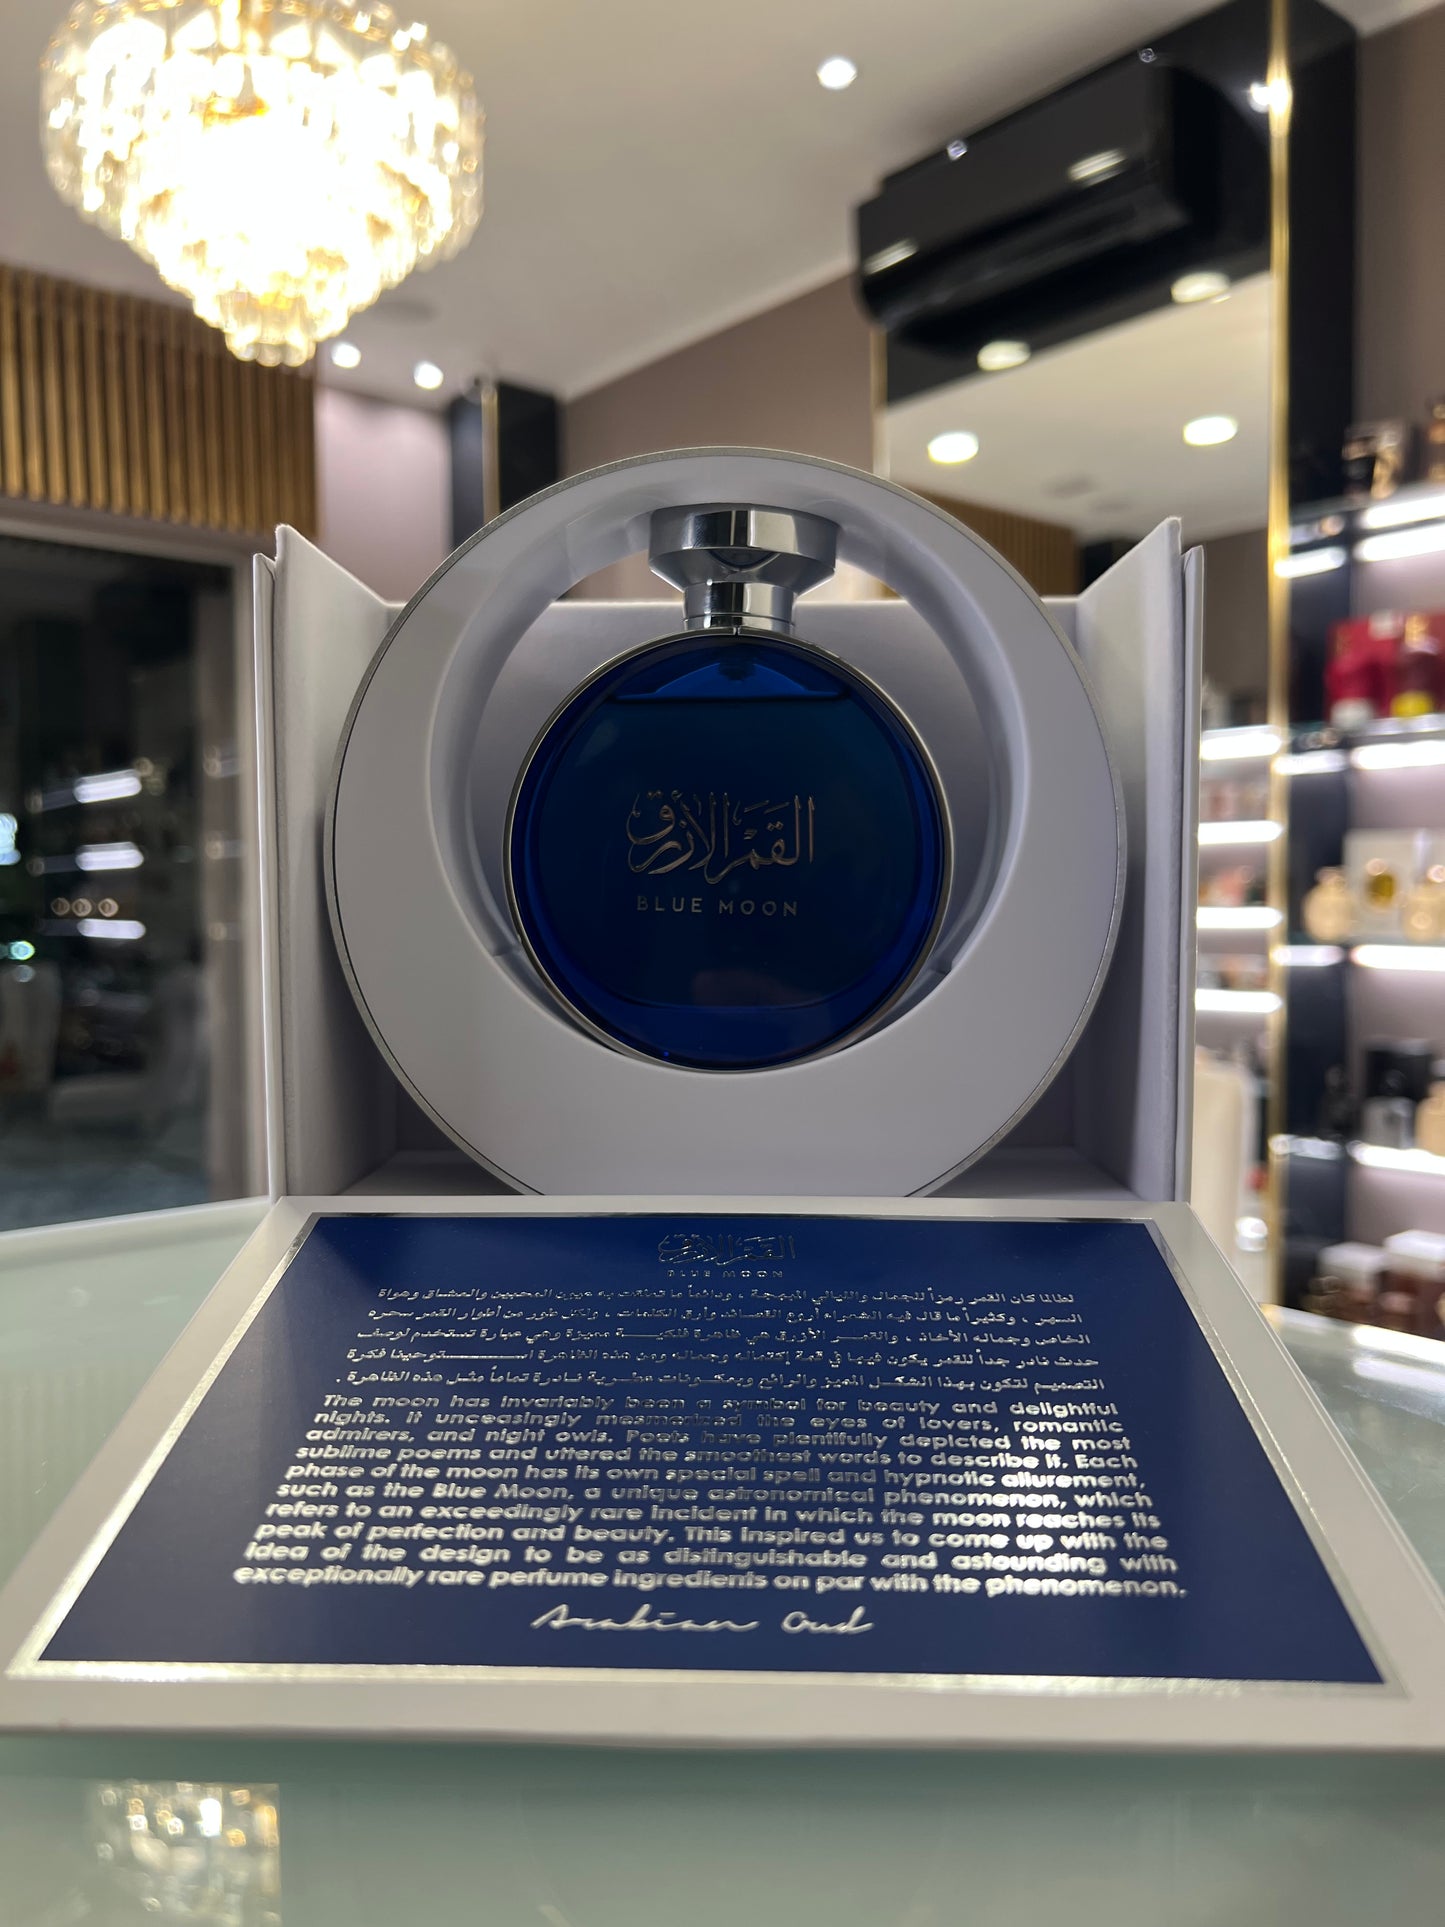 القمر الأزرق
BLUE MOON
القمر الأزرق
BLUE MOON
لطالما كان القمر رمزاً للجمال والليالي المبهجة ، ودائماً ما تعلقت به عيون المحبين والعشاق وهواة
السهر ، وكثيراً ما قال فيه الشعراء أروع القصائد وأرق الكلمات ، ولكل طور من أطوار القمر سحره
الخاص وجماله الأخاذ ، والقمر الأزرق هي ظاهرة فلكية مميزة وهي عبارة تستخدم لوصف
حدث نادر جداً للقمر يكون فيها في قمة إكتماله وجماله ومن هذه الظاهرة استوحينا فكرة
التصميم لتكون بهذا الشكل المميز والرائع وبمكونات عطرية نادرة تماماً مثل هذه الظاهرة .
The moon has invariably been a symbol for beauty and delightful
nights. It unceasingly mesmerized the eyes of lovers, romantic
admirers, and night owls. Poets have plentifully depicted the most
sublime poems and uttered the smoothest words to describe it. Each
phase of the moon has its own special spell and hypnotic allurement,
such as the Blue Moon, a unique astronomical phenomenon, which
refers to an exceedingly rare incident in which the moon reaches its
peak of perfection and beauty. This inspired us to come up with the
idea of the design to be as distinguishable and astounding with
exceptionally rare perfume ingredients on par with the phenomenon.
Arabian Oud